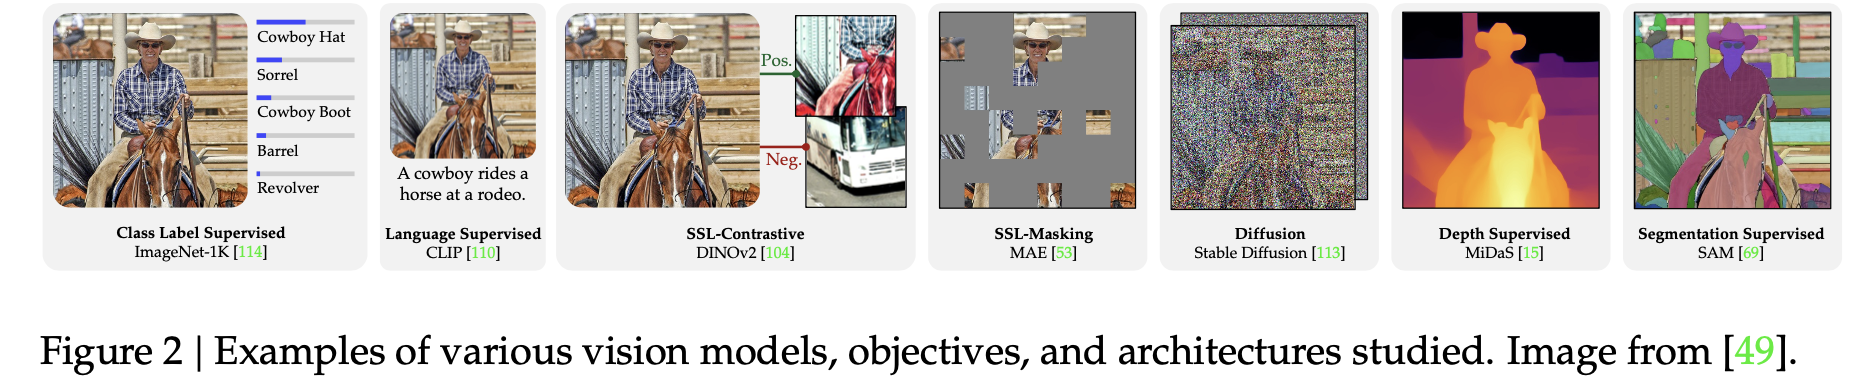 Cowboy Hat
Sorrel
Cowboy Boot
Barrel
Revolver
Class Label Supervised
ImageNet-1K [114]
A cowboy rides a
horse at a rodeo.
Language Supervised
CLIP [110]
Pos.
Neg.
SSL-Contrastive
DINOv2 [104]
SSL-Masking
MAE [53]
Diffusion
Stable Diffusion [113]
Depth Supervised
MiDaS [15]
Segmentation Supervised
SAM [69]
Figure 2 | Examples of various vision models, objectives, and architectures studied. Image from [49].